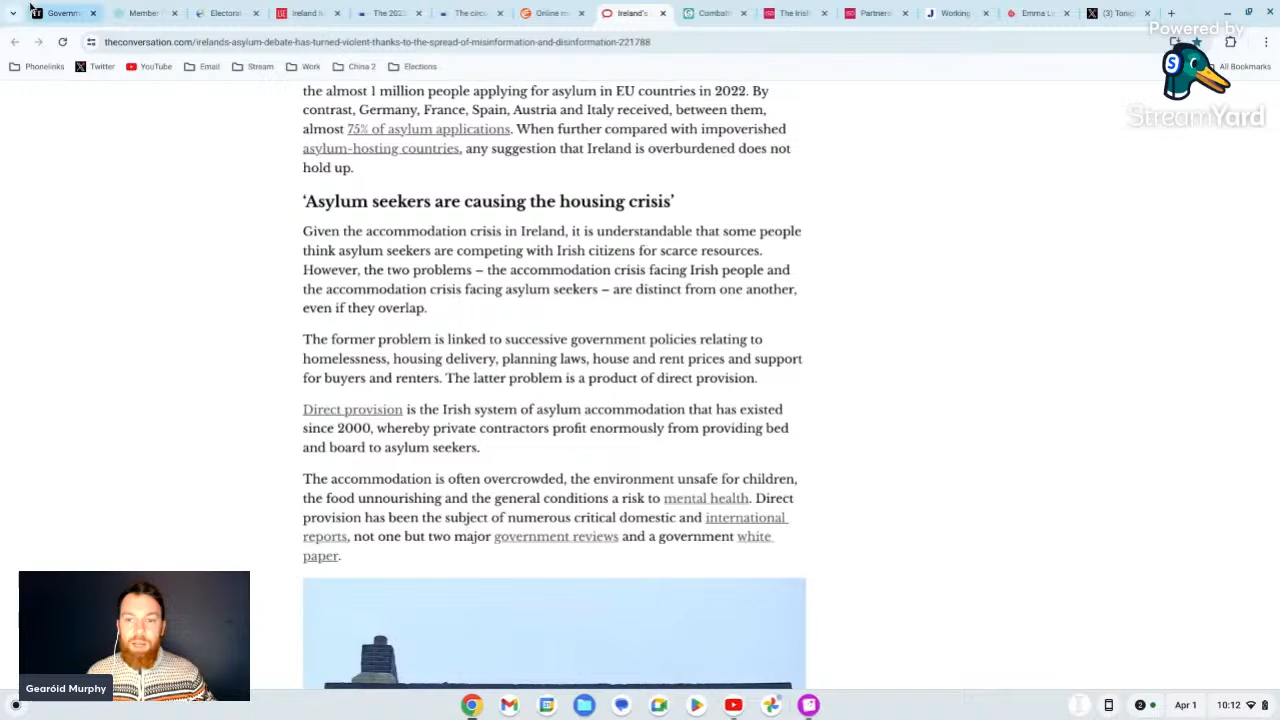 RISE
The Irish
Combat
Partners
Working
Emma L
(3) Tonig
theconversation.com/irelands-asylum-debate-has-turned-violent-thanks-to-the-spread-of-misinformation-and-disinformation-221788
Powered by
StreamYard
Phonelinks Twitter YouTube Email Stream Work China 2 Elections All Bookmarks
the almost 1 million people applying for asylum in EU countries in 2022. By
contrast, Germany, France, Spain, Austria and Italy received, between them,
almost 75% of asylum applications. When further compared with impoverished
asylum-hosting countries, any suggestion that Ireland is overburdened does not
hold up.
‘Asylum seekers are causing the housing crisis’
Given the accommodation crisis in Ireland, it is understandable that some people
think asylum seekers are competing with Irish citizens for scarce resources.
However, the two problems – the accommodation crisis facing Irish people and
the accommodation crisis facing asylum seekers – are distinct from one another,
even if they overlap.
The former problem is linked to successive government policies relating to
homelessness, housing delivery, planning laws, house and rent prices and support
for buyers and renters. The latter problem is a product of direct provision.
Direct provision is the Irish system of asylum accommodation that has existed
since 2000, whereby private contractors profit enormously from providing bed
and board to asylum seekers.
The accommodation is often overcrowded, the environment unsafe for children,
the food unnourishing and the general conditions a risk to mental health. Direct
provision has been the subject of numerous critical domestic and international
reports, not one but two major government reviews and a government white
paper.
Gearóid Murphy
2 Apr 1 10:12